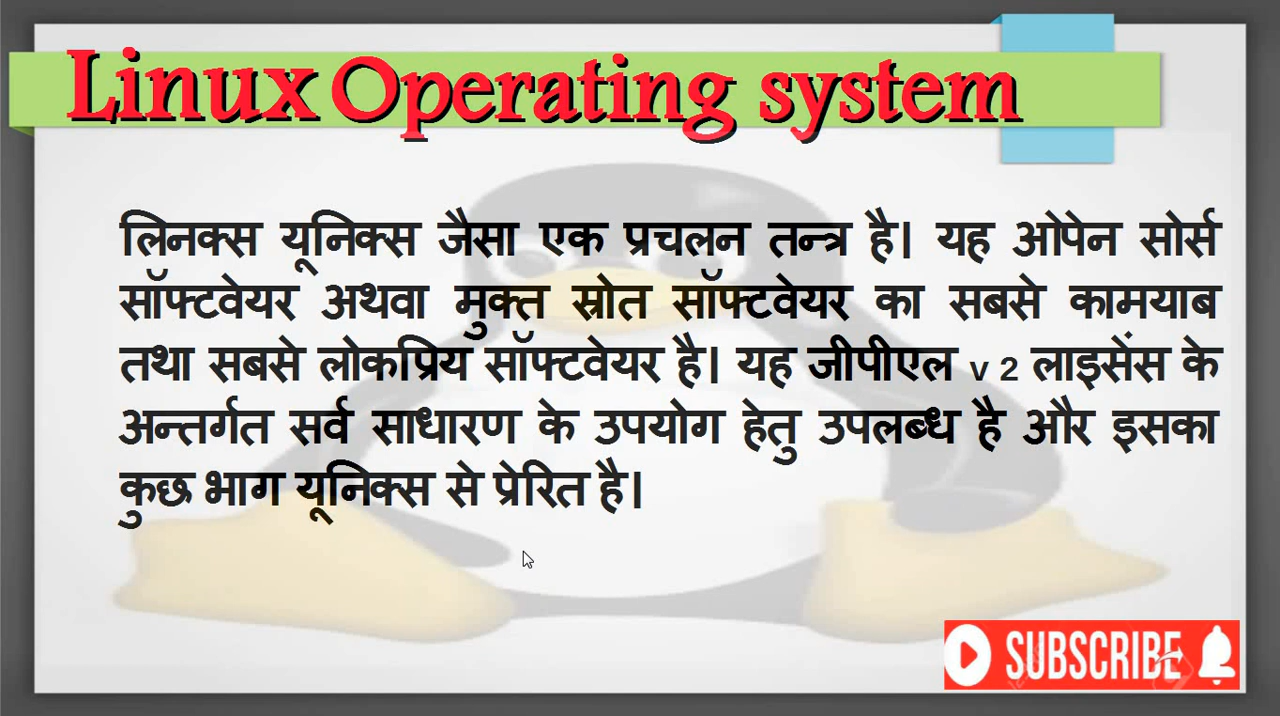 Linux Operating system
लिनक्स यूनिक्स जैसा एक प्रचलन तन्त्र है। यह ओपेन सोर्स
सॉफ्टवेयर अथवा मुक्त स्रोत सॉफ्टवेयर का सबसे कामयाब
तथा सबसे लोकप्रिय सॉफ्टवेयर है। यह जीपीएल v 2 लाइसेंस के
अन्तर्गत सर्व साधारण के उपयोग हेतु उपलब्ध है और इसका
कुछ भाग यूनिक्स से प्रेरित है।
SUBSCRIBE